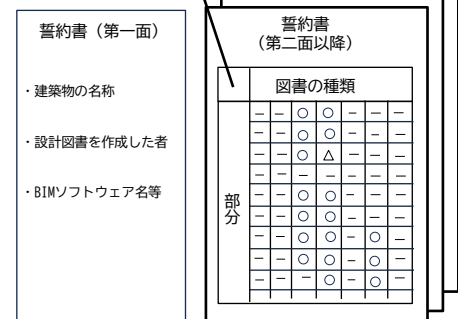 誓約書（第一面）
・建築物の名称
・設計図書を作成した者
・BIMソフトウェア名等
誓約書
（第二面以降）
図書の種類
部分
－ － ○ ○ － － －
－ － ○ ○ － － －
－ － ○ △ － － －
－ － － － － － －
－ － ○ ○ － － －
－ － ○ ○ － － －
－ － ○ ○ － ○ －
－ － ○ ○ － ○ －
－ － － ○ － ○ －